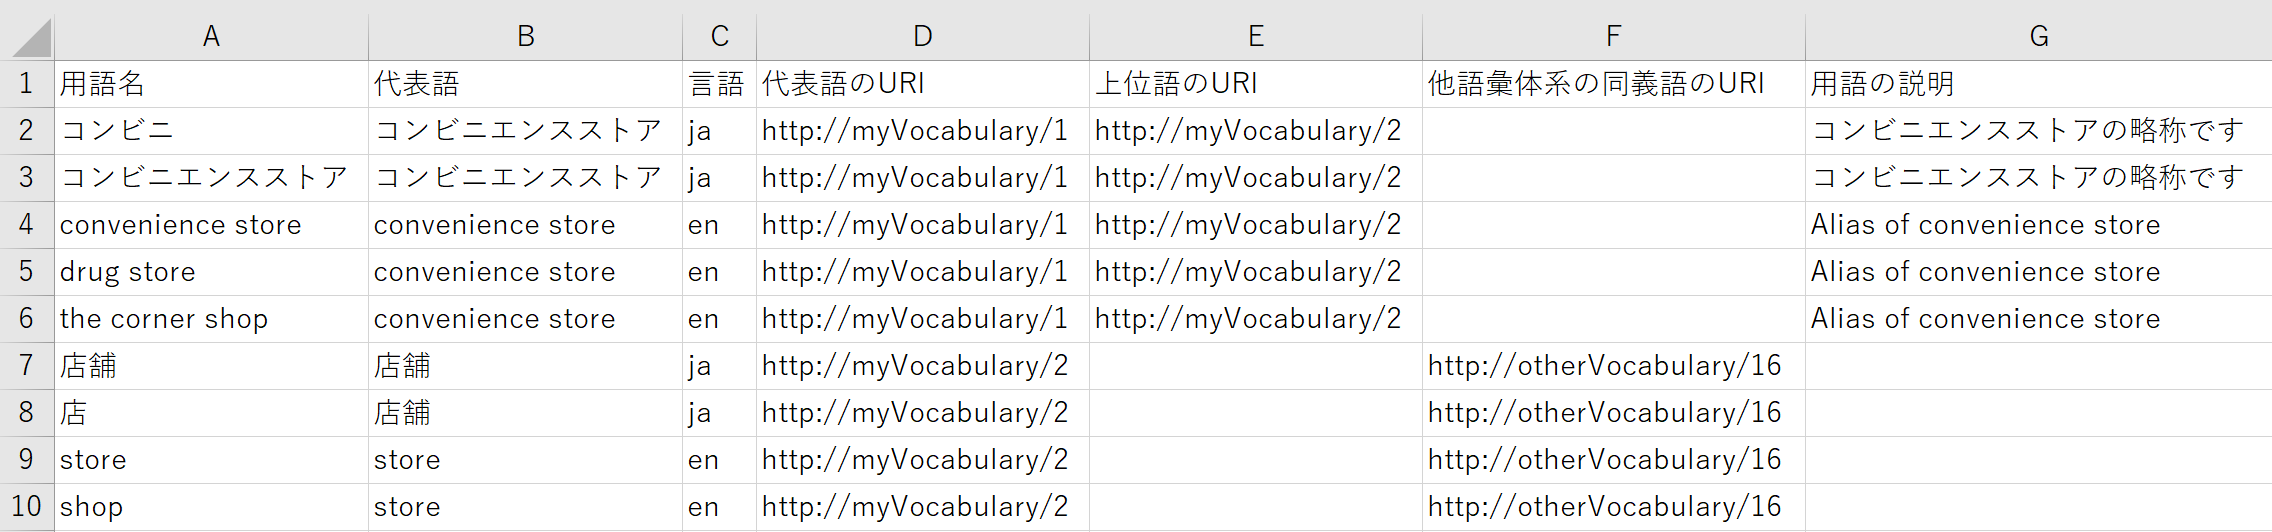 A B C D E F G
1 用語名 代表語 言語 代表語のURI 上位語のURI 他語彙体系の同義語のURI 用語の説明
2 コンビニ コンビニエンスストア ja http://myVocabulary/1 http://myVocabulary/2 コンビニエンスストアの略称です
3 コンビニエンスストア コンビニエンスストア ja http://myVocabulary/1 http://myVocabulary/2 コンビニエンスストアの略称です
4 convenience store convenience store en http://myVocabulary/1 http://myVocabulary/2 Alias of convenience store
5 drug store convenience store en http://myVocabulary/1 http://myVocabulary/2 Alias of convenience store
6 the corner shop convenience store en http://myVocabulary/1 http://myVocabulary/2 Alias of convenience store
7 店舗 店舗 ja http://myVocabulary/2 http://otherVocabulary/16
8 店 店舗 ja http://myVocabulary/2 http://otherVocabulary/16
9 store store en http://myVocabulary/2 http://otherVocabulary/16
10 shop store en http://myVocabulary/2 http://otherVocabulary/16